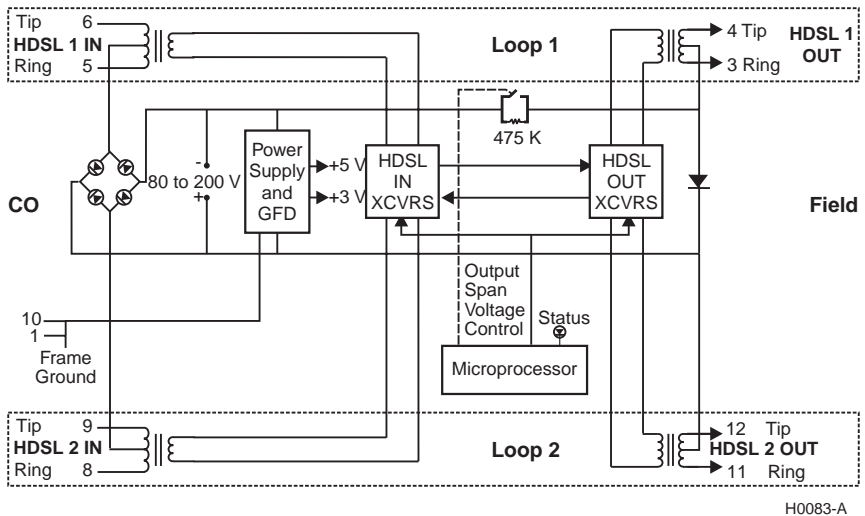 Tip 6
HDSL 1 IN
Ring 5
Loop 1
4 Tip
3 Ring
HDSL 1
OUT
475 K
CO
-
80 to 200 V
+
Power
Supply
and
GFD
+5 V
+3 V
HDSL
IN
XCVRS
HDSL
OUT
XCVRS
Field
Output
Span
Voltage
Control
Status
Microprocessor
10
1
Frame
Ground
Tip 9
HDSL 2 IN
Ring 8
Loop 2
12 Tip
HDSL 2 OUT
11 Ring
H0083-A